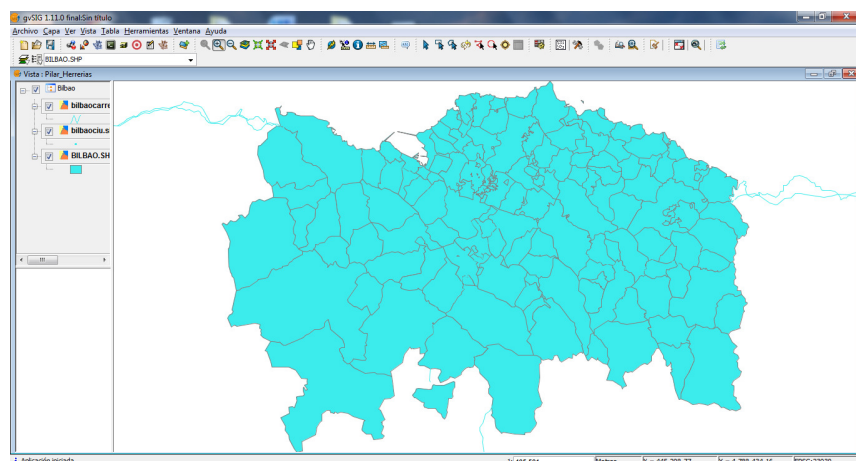 gvSIG 1.11.0 final:Sin título
Archivo Capa Ver Vista Tabla Herramientas Ventana Ayuda
BILBAO.SHP
Vista : Pilar_Herrerias
Bilbao
bilbaocarre
bilbaociu.s
BILBAO.SH
Aplicación iniciada
Metros